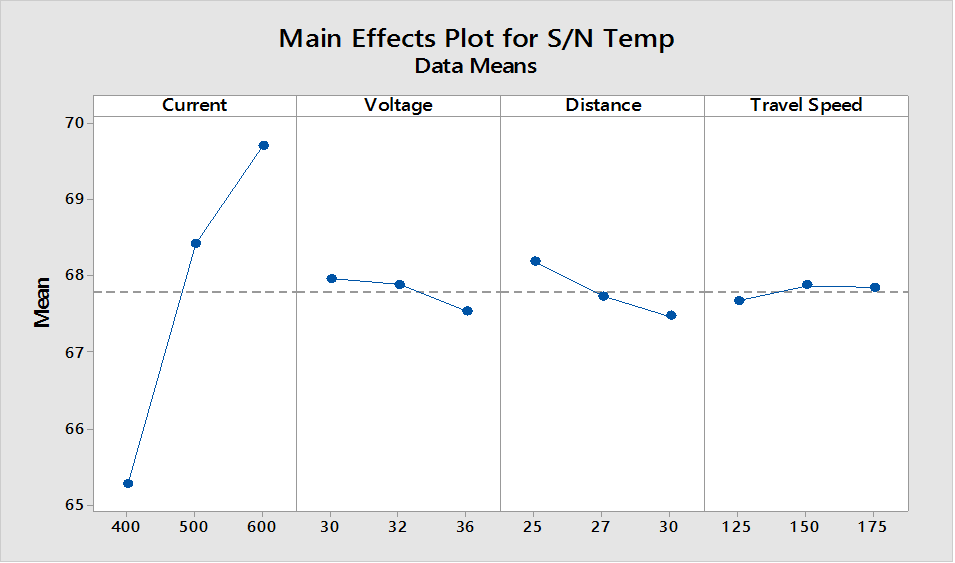 Main Effects Plot for S/N Temp
Data Means
Current Voltage Distance Travel Speed
70
69
68
67
66
65
Mean
400 500 600 30 32 36 25 27 30 125 150 175